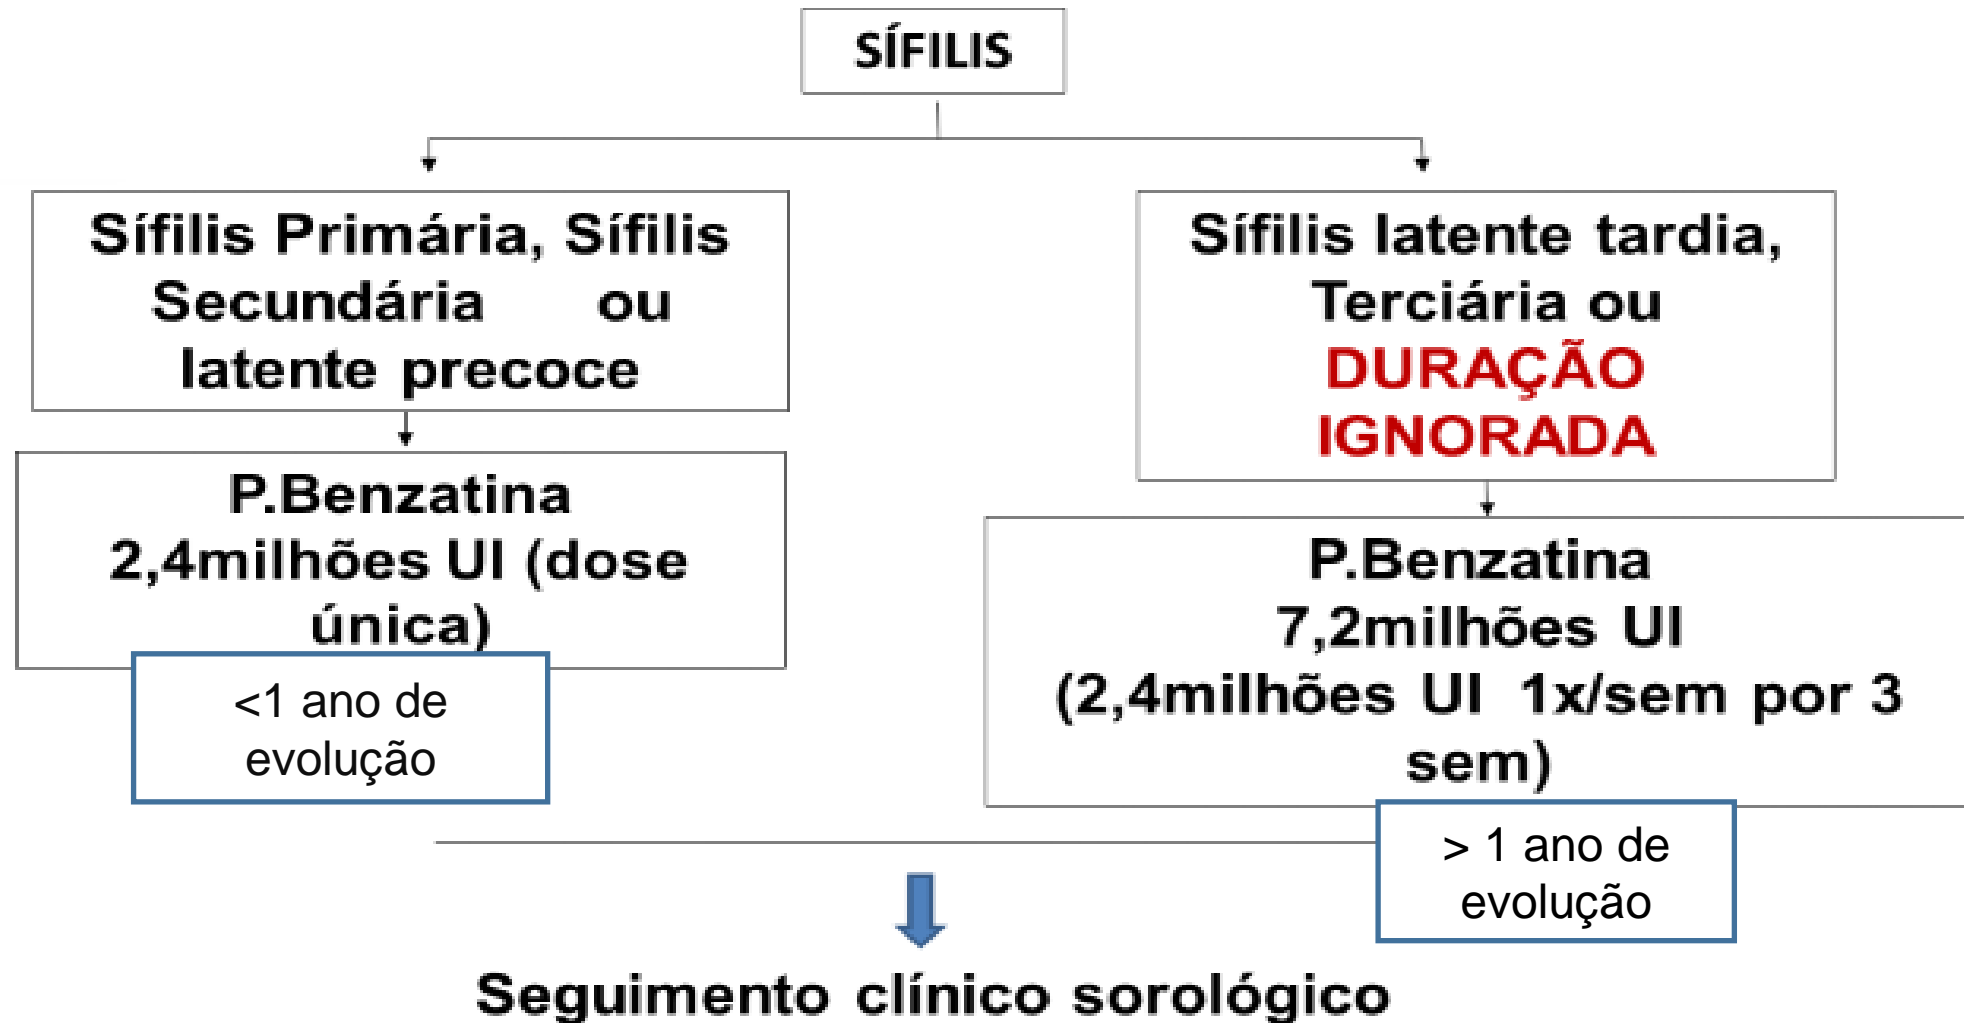 SÍFILIS
Sífilis Primária, Sífilis
Secundária ou
latente precoce
Sífilis latente tardia,
Terciária ou
DURAÇÃO
IGNORADA
P.Benzatina
2,4milhões UI (dose
única)
P.Benzatina
7,2milhões UI
(2,4milhões UI 1x/sem por 3
sem)
<1 ano de
evolução
> 1 ano de
evolução
Seguimento clínico sorológico